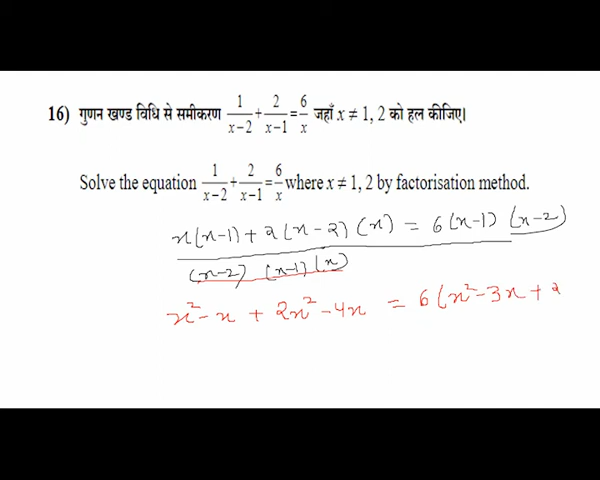 16) गुणन खण्ड विधि से समीकरण 1/(x−2) + 2/(x−1) = 6/x जहाँ x ≠ 1, 2 को हल कीजिए।
Solve the equation 1/(x−2) + 2/(x−1) = 6/x where x ≠ 1, 2 by factorisation method.
x(x−1) + 2(x−2)(x) = 6(x−1)(x−2)
(x−2)(x−1)(x)
x² − x + 2x² − 4x = 6(x² − 3x + 2